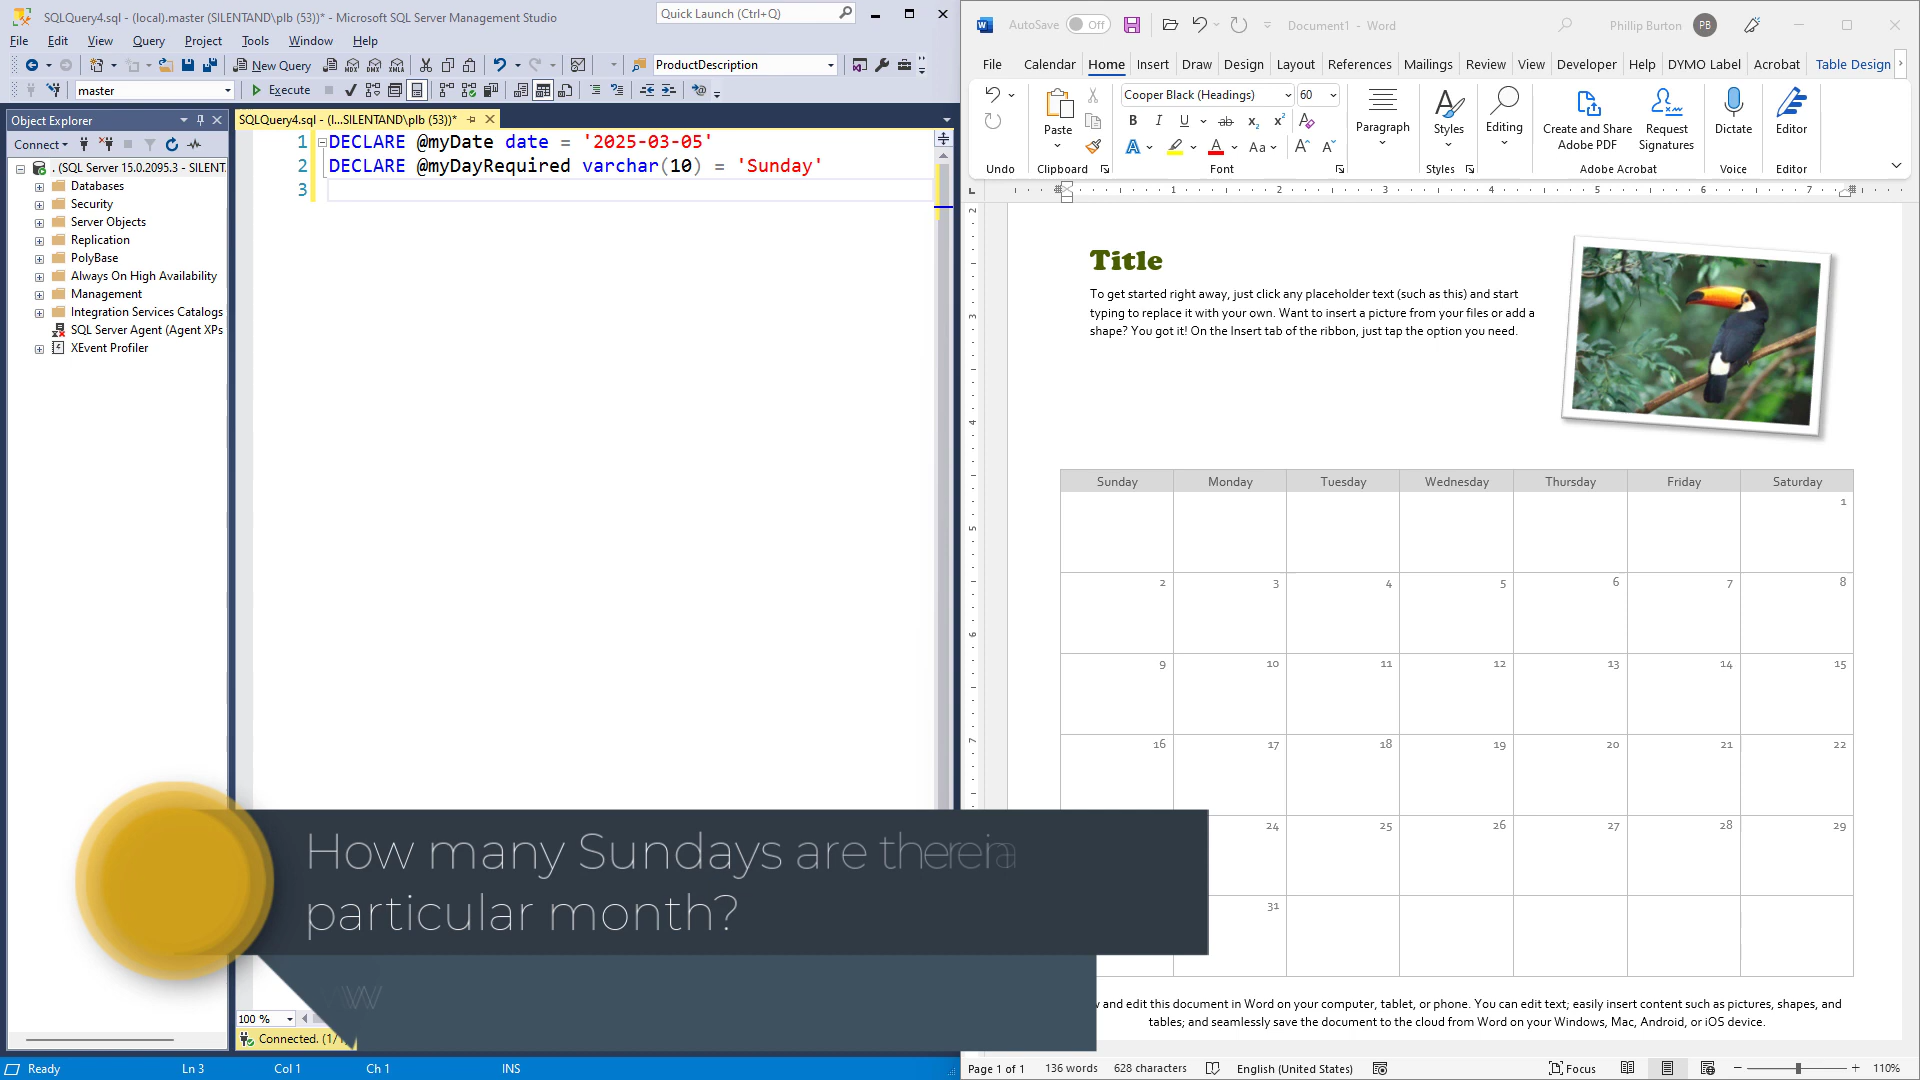 SQLQuery4.sql - (local).master (SILENTAND\plb (53))* - Microsoft SQL Server Management Studio
Quick Launch (Ctrl+Q)
File Edit View Query Project Tools Window Help
New Query
ProductDescription
master
Execute
Object Explorer
Connect
. (SQL Server 15.0.2095.3 - SILENT.
Databases
Security
Server Objects
Replication
PolyBase
Always On High Availability
Management
Integration Services Catalogs
SQL Server Agent (Agent XPs
XEvent Profiler
SQLQuery4.sql - (l...SILENTAND\plb (53))*
1 DECLARE @myDate date = '2025-03-05'
2 DECLARE @myDayRequired varchar(10) = 'Sunday'
3
100 %
Connected. (1/
Ready Ln 3 Col 1 Ch 1 INS
AutoSave Off Document1 - Word Phillip Burton PB
File Calendar Home Insert Draw Design Layout References Mailings Review View Developer Help DYMO Label Acrobat Table Design
Cooper Black (Headings) 60
Paste
Paragraph
Styles
Editing
Create and Share Adobe PDF
Request Signatures
Dictate
Editor
Undo Clipboard Font Styles Adobe Acrobat Voice Editor
1 2 3 4 5 6 7
Title
To get started right away, just click any placeholder text (such as this) and start
typing to replace it with your own. Want to insert a picture from your files or add a
shape? You got it! On the Insert tab of the ribbon, just tap the option you need.
Sunday Monday Tuesday Wednesday Thursday Friday Saturday
1
2 3 4 5 6 7 8
9 10 11 12 13 14 15
16 17 18 19 20 21 22
24 25 26 27 28 29
31
How many Sundays are there in a
particular month?
and edit this document in Word on your computer, tablet, or phone. You can edit text; easily insert content such as pictures, shapes, and
tables; and seamlessly save the document to the cloud from Word on your Windows, Mac, Android, or iOS device.
Page 1 of 1 136 words 628 characters English (United States) Focus 110%